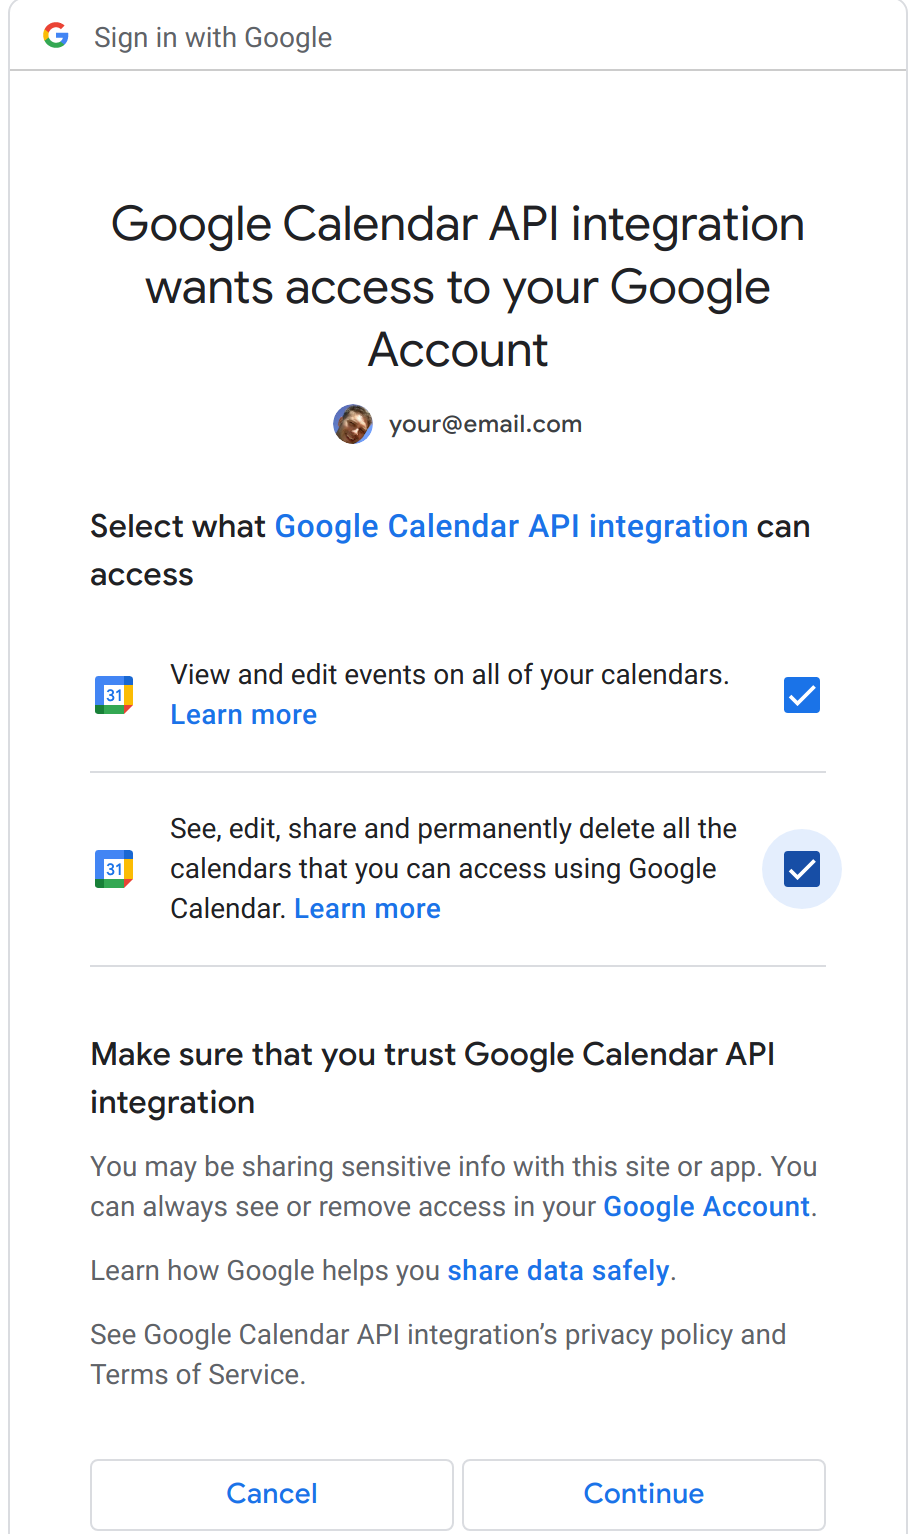 Sign in with Google
Google Calendar API integration
wants access to your Google
Account
your@email.com
Select what Google Calendar API integration can
access
31
View and edit events on all of your calendars.
Learn more
31
See, edit, share and permanently delete all the
calendars that you can access using Google
Calendar. Learn more
Make sure that you trust Google Calendar API
integration
You may be sharing sensitive info with this site or app. You
can always see or remove access in your Google Account.
Learn how Google helps you share data safely.
See Google Calendar API integration’s privacy policy and
Terms of Service.
Cancel
Continue